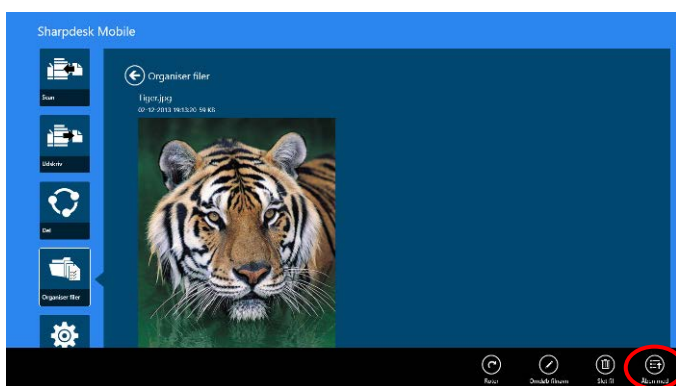 Sharpdesk Mobile
Scan
Udskriv
Del
Organiser filer
Organiser filer
Tiger.jpg
02-12-2013 19:13:20 59 KB
Roter
Omdøb filnavn
Slet fil
Åben med